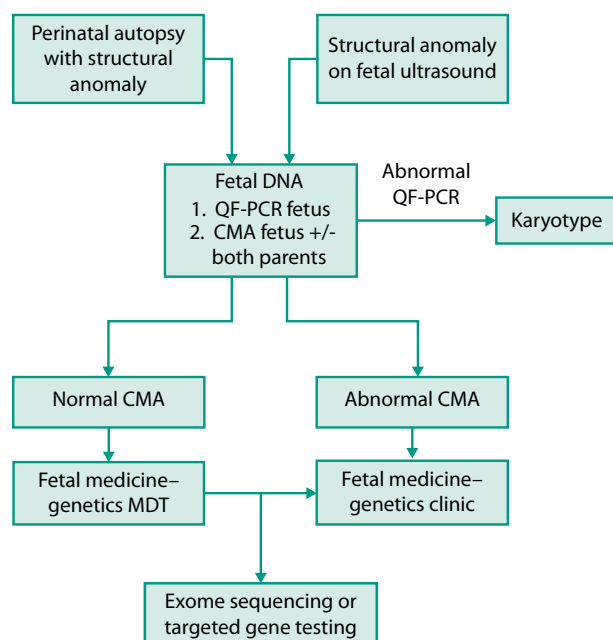 Perinatal autopsy
with structural
anomaly
Structural anomaly
on fetal ultrasound
Fetal DNA
1. QF-PCR fetus
2. CMA fetus +/-
both parents
Abnormal
QF-PCR
Karyotype
Normal CMA
Abnormal CMA
Fetal medicine–
genetics MDT
Fetal medicine–
genetics clinic
Exome sequencing or
targeted gene testing